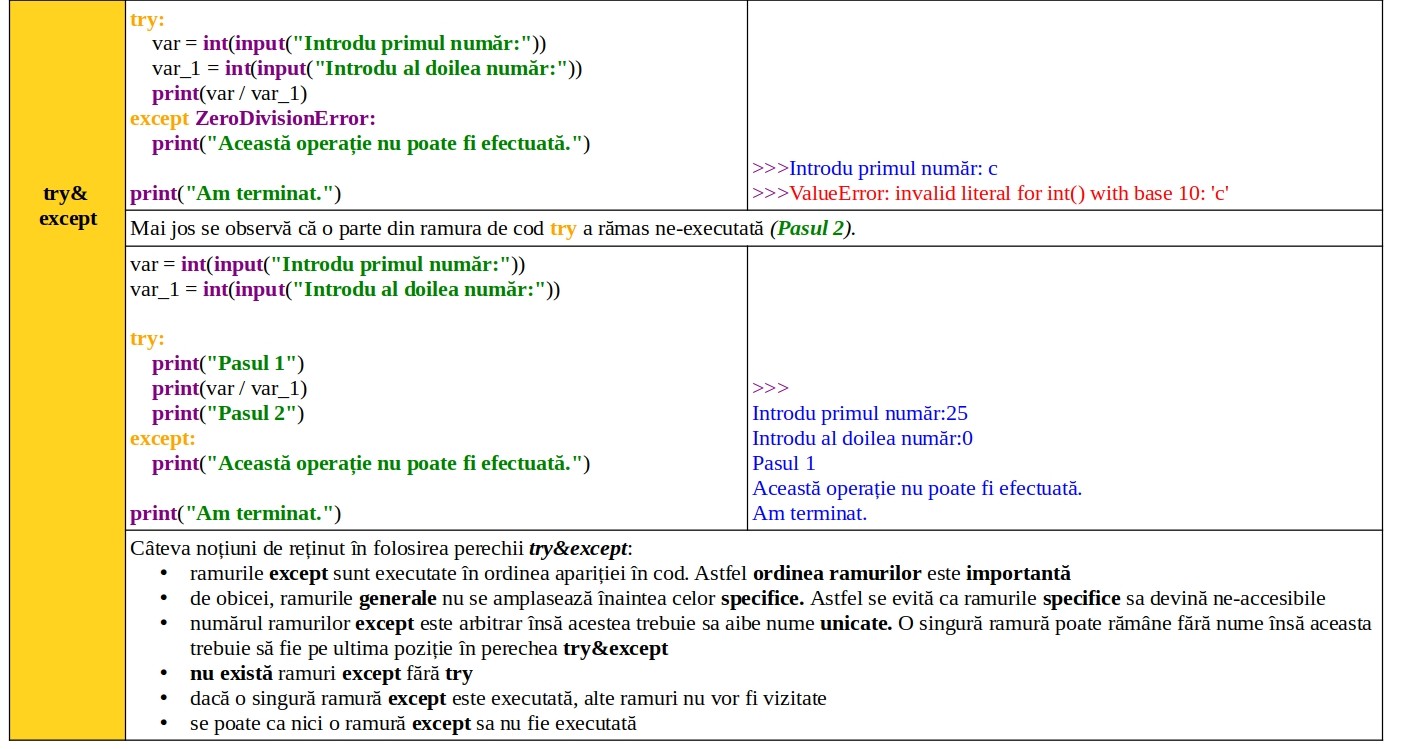 try&
except
try:
var = int(input("Introdu primul număr:"))
var_1 = int(input("Introdu al doilea număr:"))
print(var / var_1)
except ZeroDivisionError:
print("Această operație nu poate fi efectuată.")
print("Am terminat.")
>>>Introdu primul număr: c
>>>ValueError: invalid literal for int() with base 10: 'c'
Mai jos se observă că o parte din ramura de cod try a rămas ne-executată (Pasul 2).
var = int(input("Introdu primul număr:"))
var_1 = int(input("Introdu al doilea număr:"))
try:
print("Pasul 1")
print(var / var_1)
print("Pasul 2")
except:
print("Această operație nu poate fi efectuată.")
print("Am terminat.")
>>>
Introdu primul număr:25
Introdu al doilea număr:0
Pasul 1
Această operație nu poate fi efectuată.
Am terminat.
Câteva noțiuni de reținut în folosirea perechii try&except:
• ramurile except sunt executate în ordinea apariției în cod. Astfel ordinea ramurilor este importantă
• de obicei, ramurile generale nu se amplasează înaintea celor specifice. Astfel se evită ca ramurile specifice sa devină ne-accesibile
• numărul ramurilor except este arbitrar însă acestea trebuie sa aibe nume unicate. O singură ramură poate rămâne fără nume însă aceasta
trebuie să fie pe ultima poziție în perechea try&except
• nu există ramuri except fără try
• dacă o singură ramură except este executată, alte ramuri nu vor fi vizitate
• se poate ca nici o ramură except sa nu fie executată